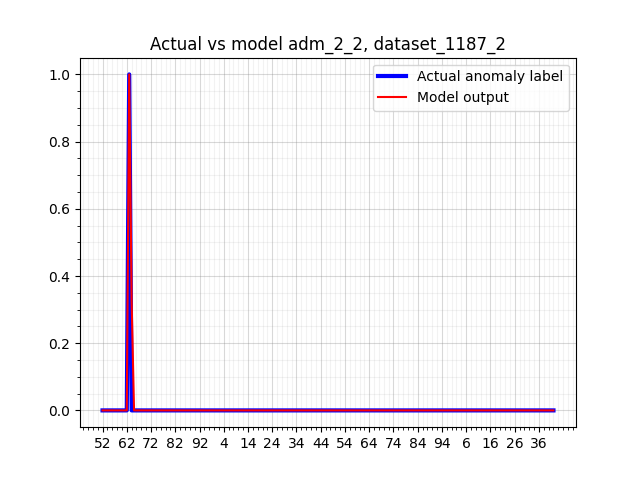 Actual vs model adm_2_2, dataset_1187_2
Actual anomaly label
Model output
1.0
0.8
0.6
0.4
0.2
0.0
52 62 72 82 92 4 14 24 34 44 54 64 74 84 94 6 16 26 36